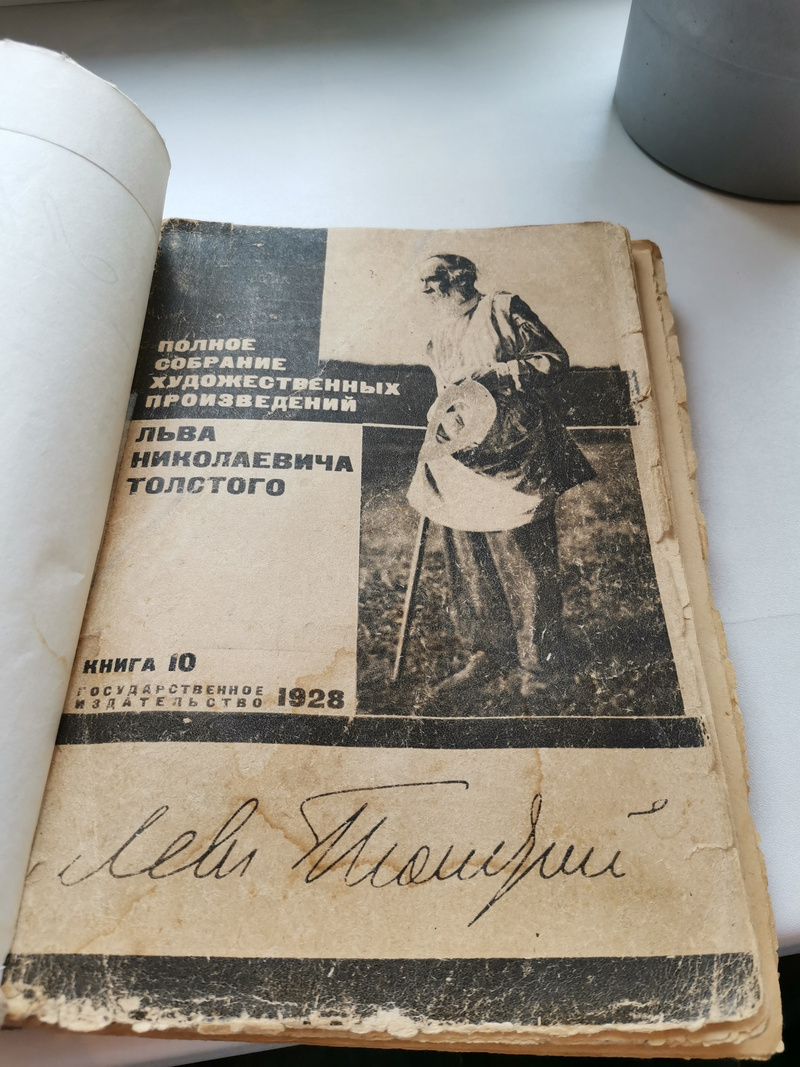 ПОЛНОЕ
СОБРАНИЕ
ХУДОЖЕСТВЕННЫХ
ПРОИЗВЕДЕНИЙ
ЛЬВА
НИКОЛАЕВИЧА
ТОЛСТОГО
КНИГА 10
ГОСУДАРСТВЕННОЕ
ИЗДАТЕЛЬСТВО 1928
Левъ Толстой